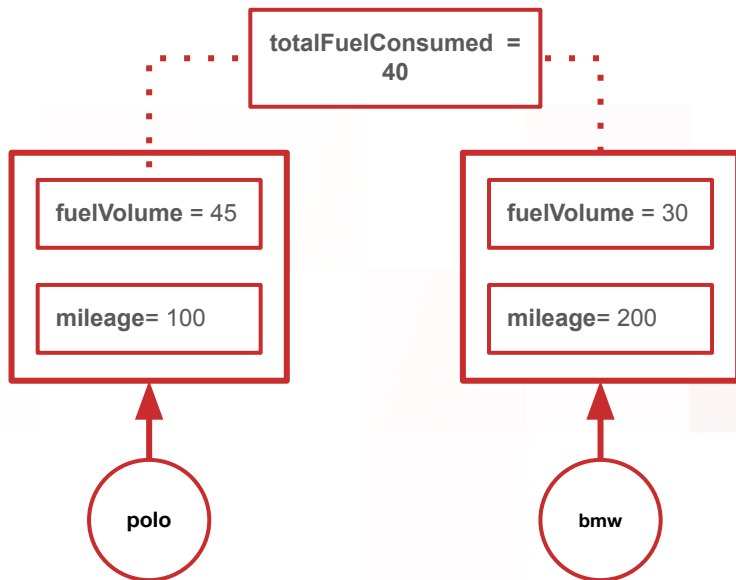 totalFuelConsumed =
40
fuelVolume = 45
fuelVolume = 30
mileage= 100
mileage= 200
polo
bmw